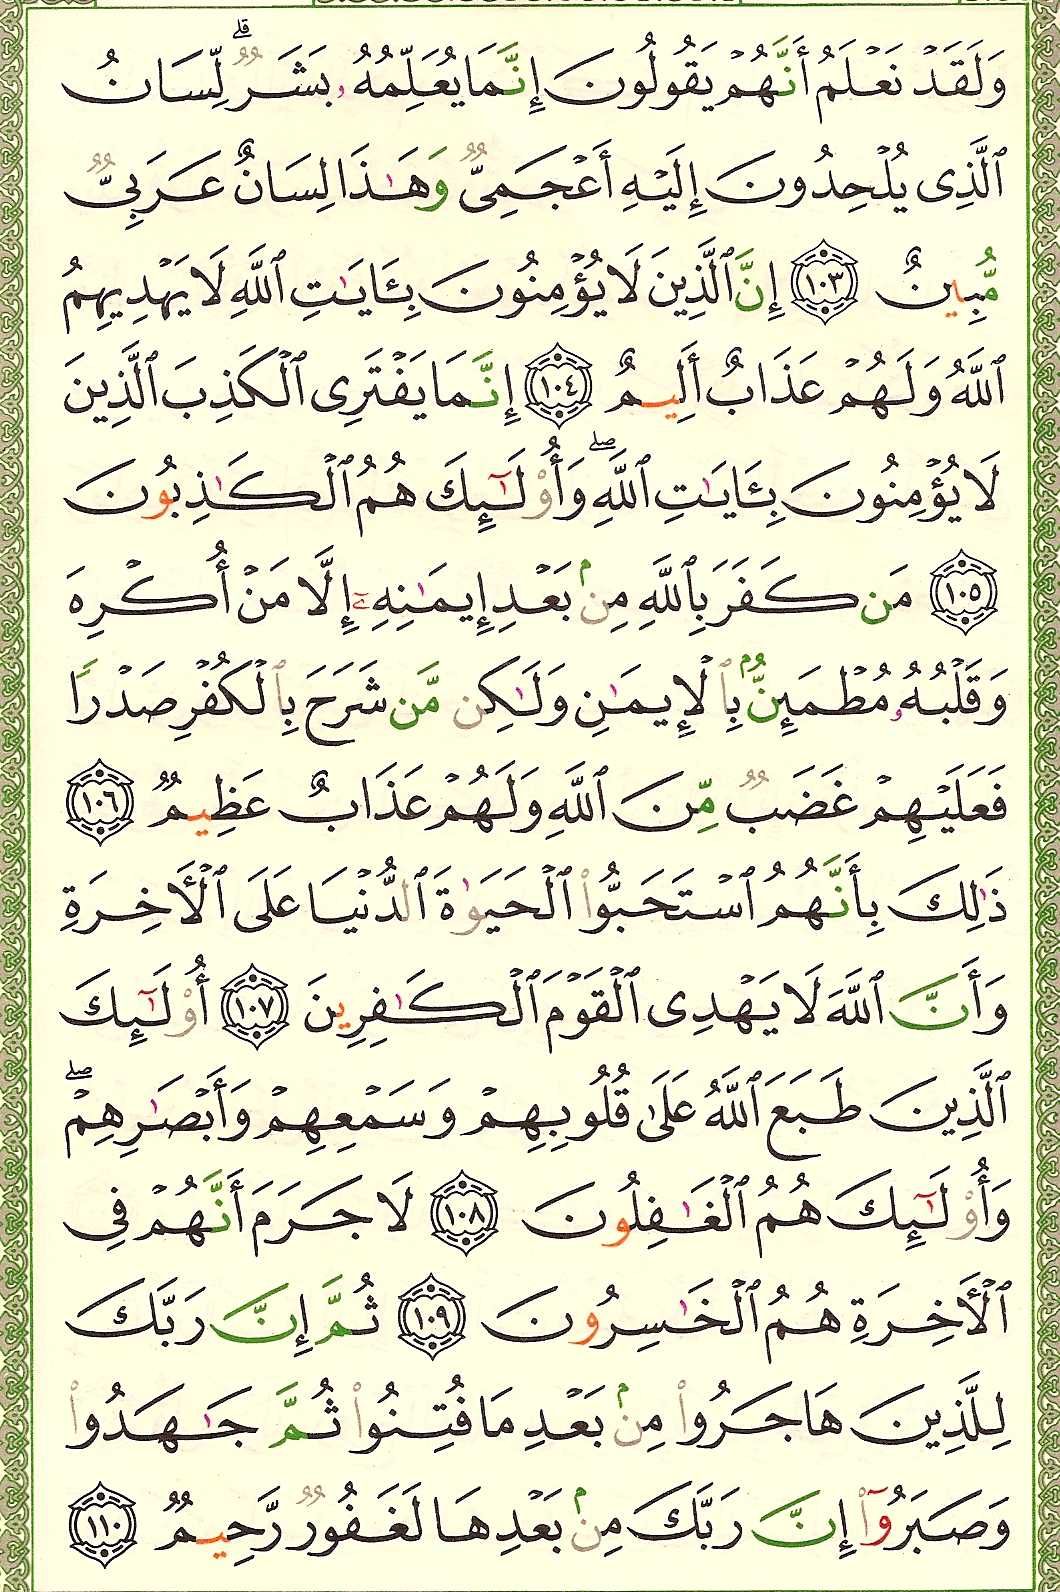 وَلَقَدْ نَعْلَمُ أَنَّهُمْ يَقُولُونَ إِنَّمَا يُعَلِّمُهُۥ بَشَرٌ ۗ لِّسَانُ
ٱلَّذِى يُلْحِدُونَ إِلَيْهِ أَعْجَمِىٌّ وَهَـٰذَا لِسَانٌ عَرَبِىٌّ
مُّبِينٌ ١٠٣ إِنَّ ٱلَّذِينَ لَا يُؤْمِنُونَ بِـَٔايَـٰتِ ٱللَّهِ لَا يَهْدِيهِمُ
ٱللَّهُ وَلَهُمْ عَذَابٌ أَلِيمٌ ١٠٤ إِنَّمَا يَفْتَرِى ٱلْكَذِبَ ٱلَّذِينَ
لَا يُؤْمِنُونَ بِـَٔايَـٰتِ ٱللَّهِ ۖ وَأُو۟لَـٰٓئِكَ هُمُ ٱلْكَـٰذِبُونَ
١٠٥ مَن كَفَرَ بِٱللَّهِ مِنۢ بَعْدِ إِيمَـٰنِهِۦٓ إِلَّا مَنْ أُكْرِهَ
وَقَلْبُهُۥ مُطْمَئِنٌّۢ بِٱلْإِيمَـٰنِ وَلَـٰكِن مَّن شَرَحَ بِٱلْكُفْرِ صَدْرًا
فَعَلَيْهِمْ غَضَبٌ مِّنَ ٱللَّهِ وَلَهُمْ عَذَابٌ عَظِيمٌ ١٠٦
ذَٰلِكَ بِأَنَّهُمُ ٱسْتَحَبُّوا۟ ٱلْحَيَوٰةَ ٱلدُّنْيَا عَلَى ٱلْـَٔاخِرَةِ
وَأَنَّ ٱللَّهَ لَا يَهْدِى ٱلْقَوْمَ ٱلْكَـٰفِرِينَ ١٠٧ أُو۟لَـٰٓئِكَ
ٱلَّذِينَ طَبَعَ ٱللَّهُ عَلَىٰ قُلُوبِهِمْ وَسَمْعِهِمْ وَأَبْصَـٰرِهِمْ ۖ
وَأُو۟لَـٰٓئِكَ هُمُ ٱلْغَـٰفِلُونَ ١٠٨ لَا جَرَمَ أَنَّهُمْ فِى
ٱلْـَٔاخِرَةِ هُمُ ٱلْخَـٰسِرُونَ ١٠٩ ثُمَّ إِنَّ رَبَّكَ
لِلَّذِينَ هَاجَرُوا۟ مِنۢ بَعْدِ مَا فُتِنُوا۟ ثُمَّ جَـٰهَدُوا۟
وَصَبَرُوٓا۟ إِنَّ رَبَّكَ مِنۢ بَعْدِهَا لَغَفُورٌ رَّحِيمٌ ١١٠